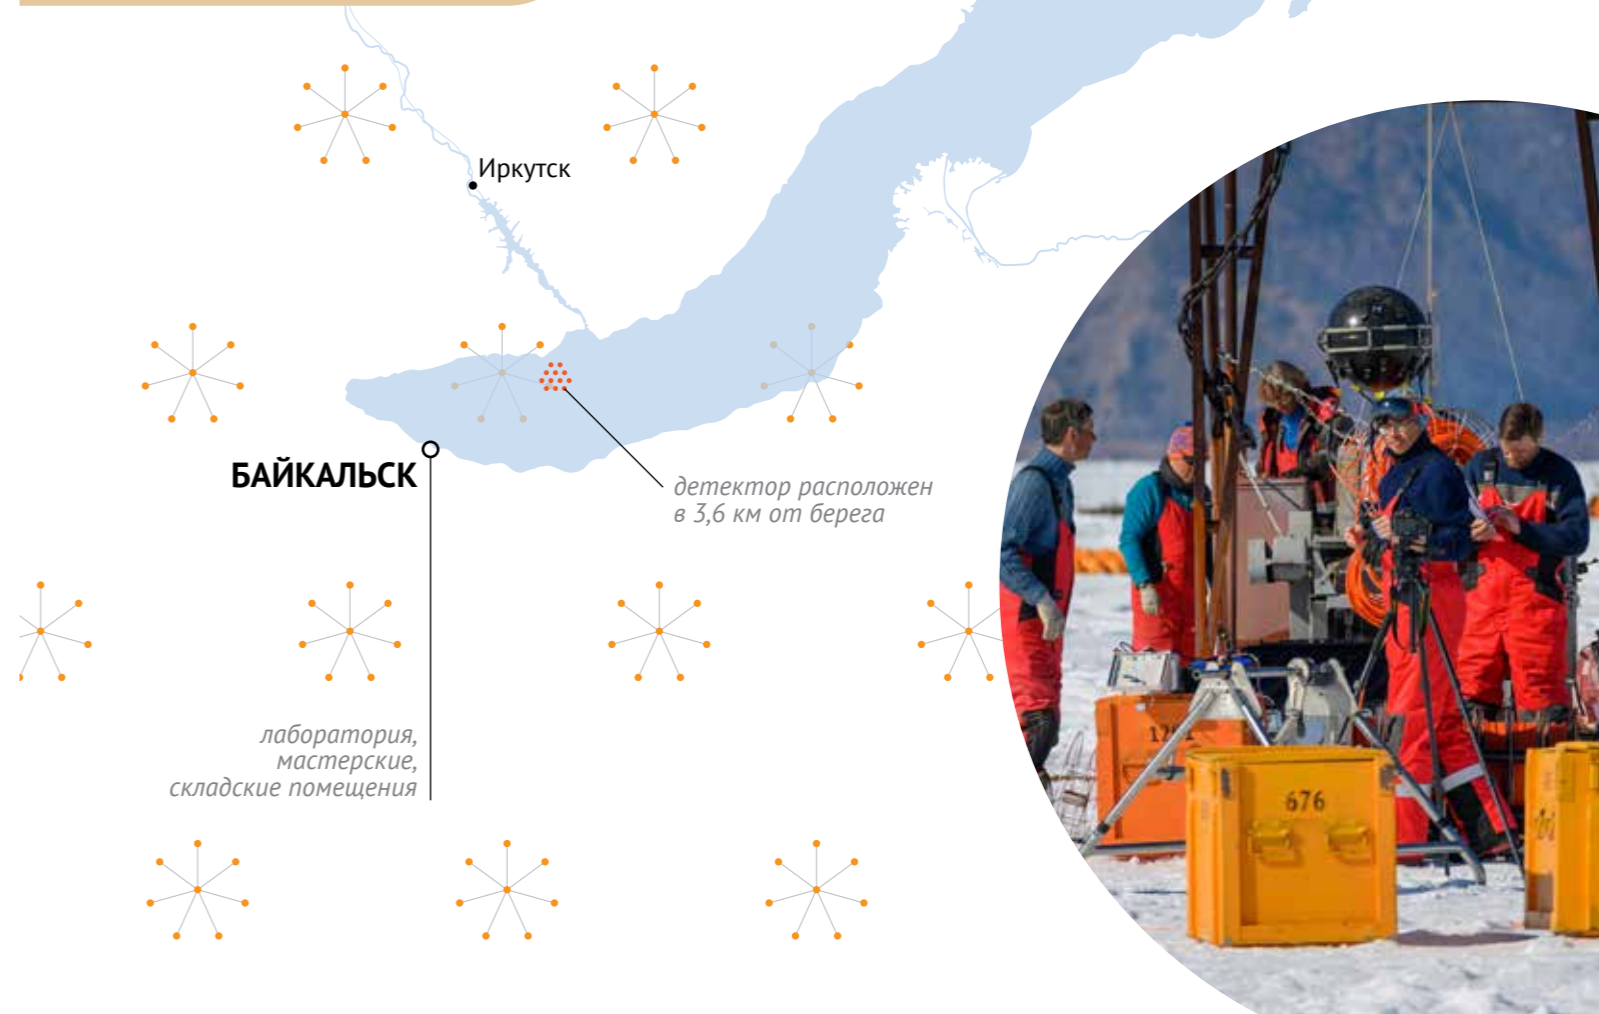 Иркутск
БАЙКАЛЬСК
детектор расположен
в 3,6 км от берега
лаборатория,
мастерские,
складские помещения
676